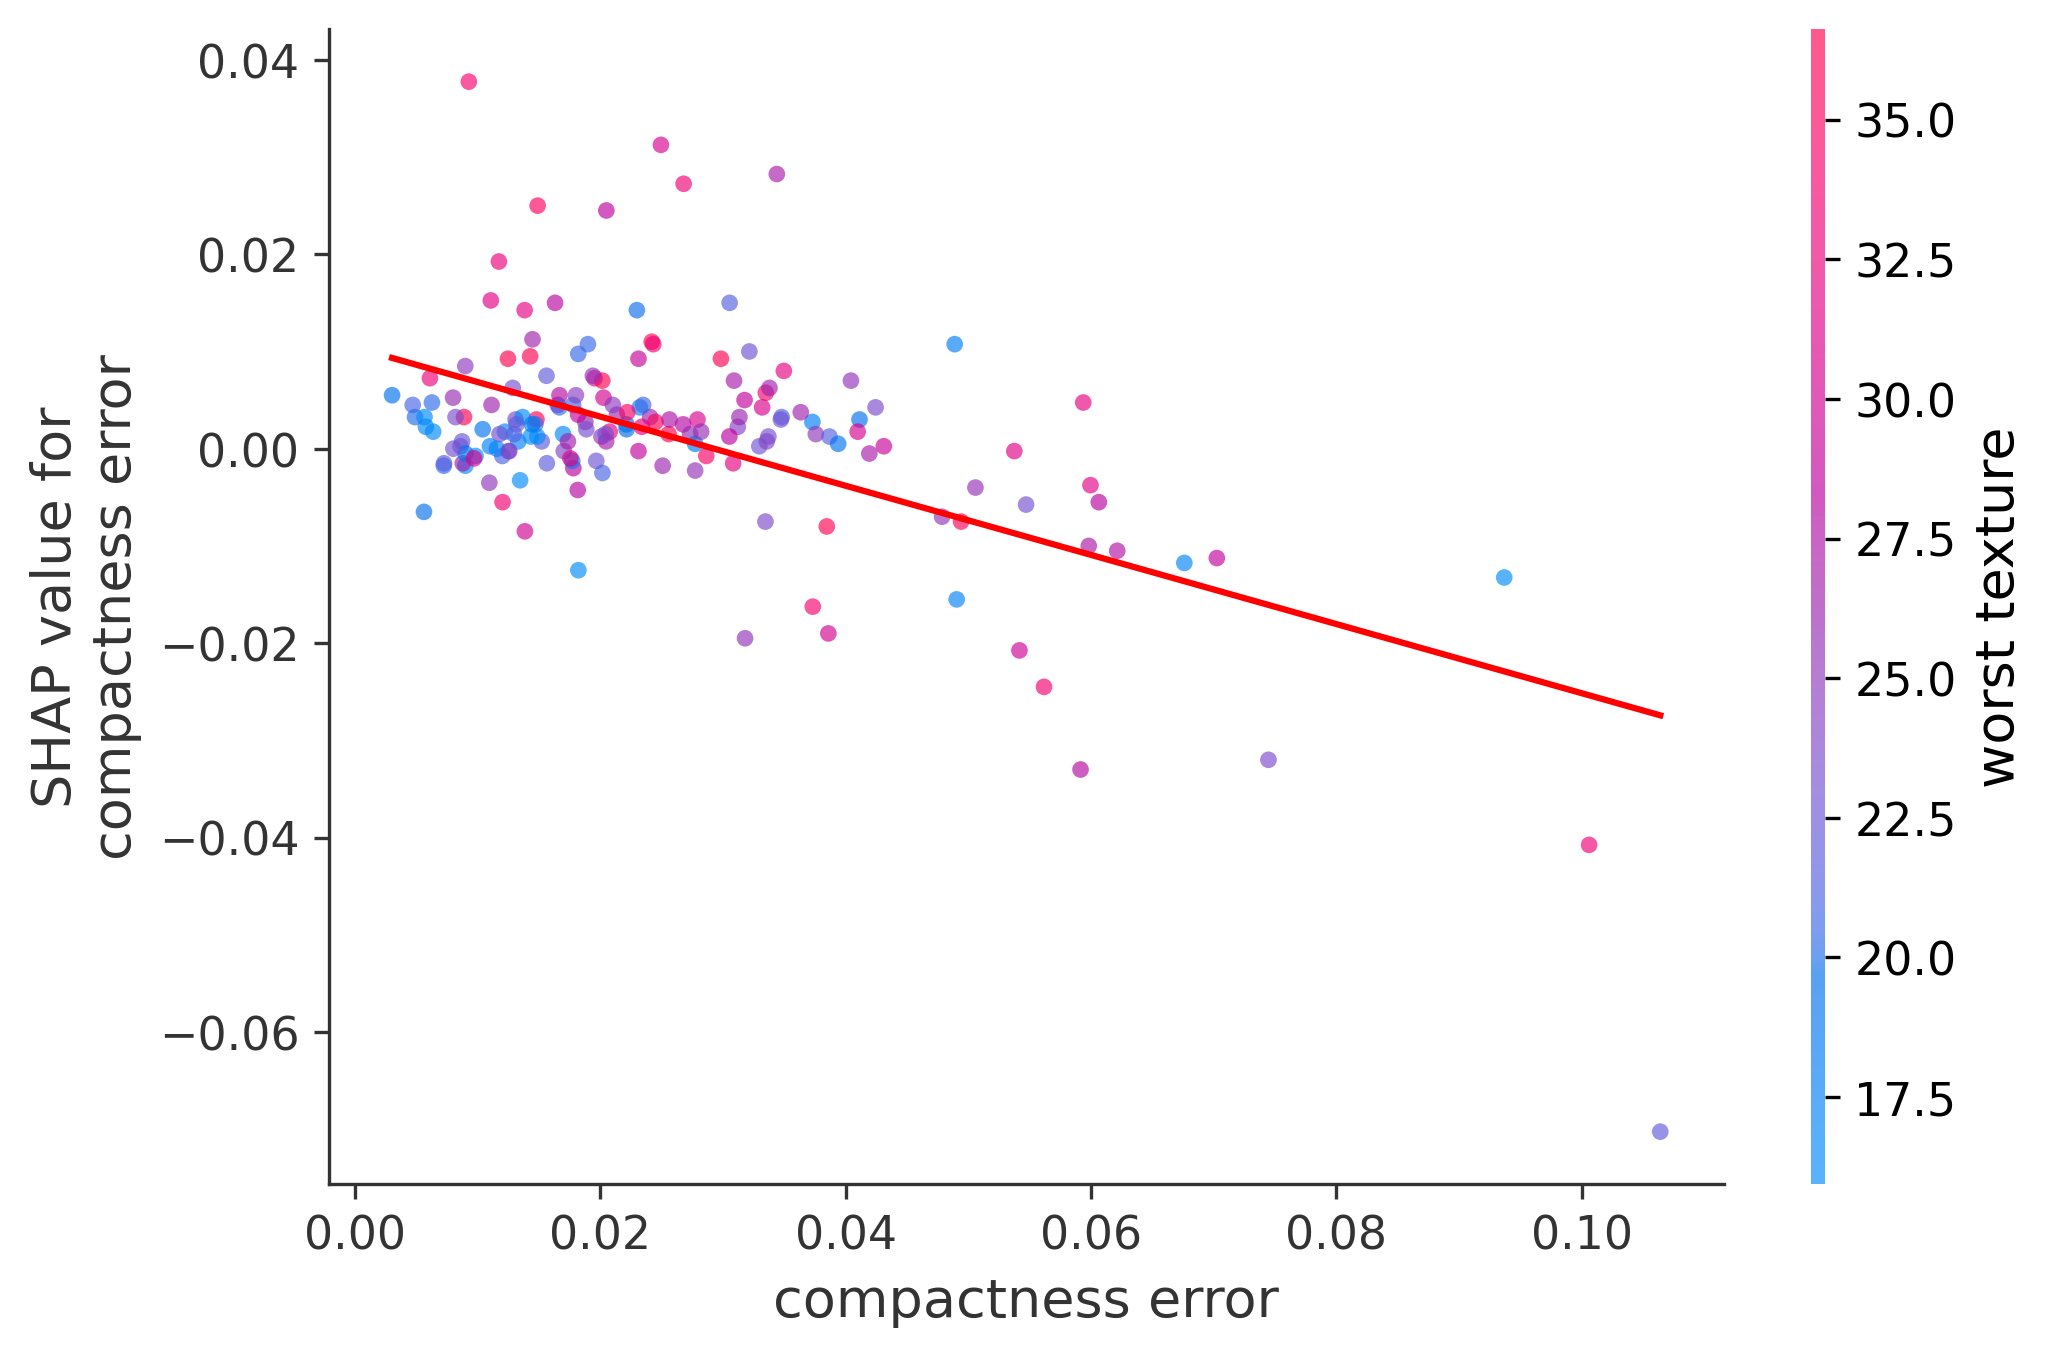 SHAP value for
compactness error
0.04
0.02
0.00
−0.02
−0.04
−0.06
0.00 0.02 0.04 0.06 0.08 0.10
compactness error
35.0
32.5
30.0
27.5
25.0
22.5
20.0
17.5
worst texture